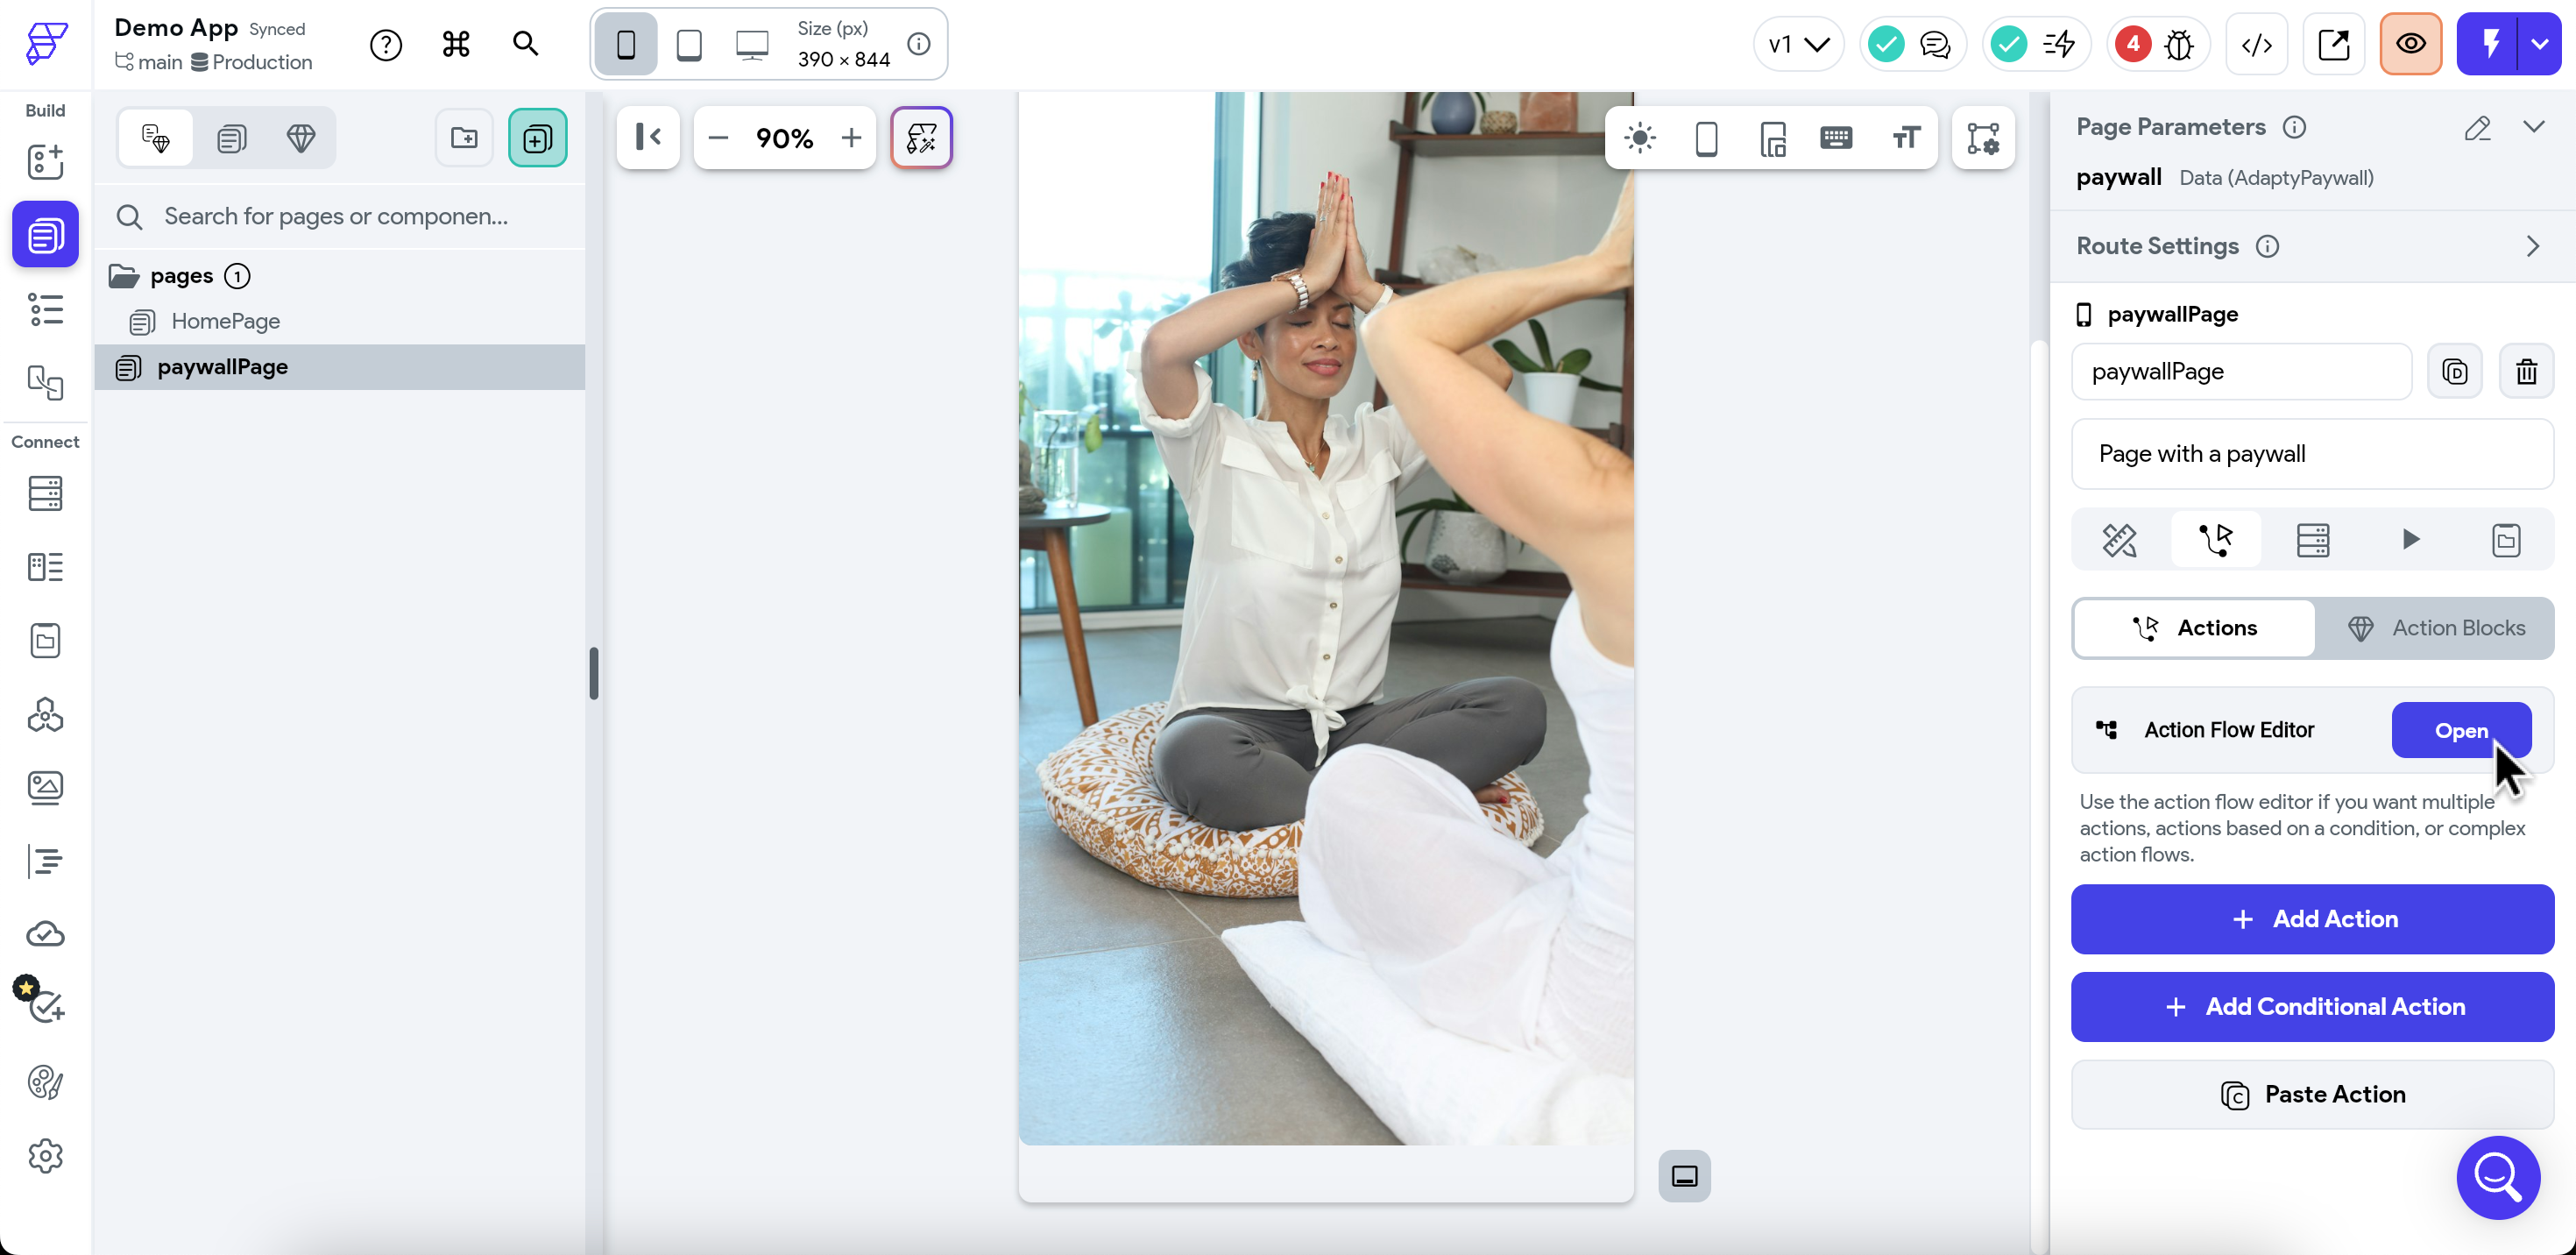 Demo App Synced
main Production
Size (px)
390 × 844
v1
4
Build
Connect
90%
Search for pages or componen...
pages 1
HomePage
paywallPage
Page Parameters
paywall Data (AdaptyPaywall)
Route Settings
paywallPage
paywallPage
Page with a paywall
Actions
Action Blocks
Action Flow Editor
Open
Use the action flow editor if you want multiple
actions, actions based on a condition, or complex
action flows.
+ Add Action
+ Add Conditional Action
Paste Action